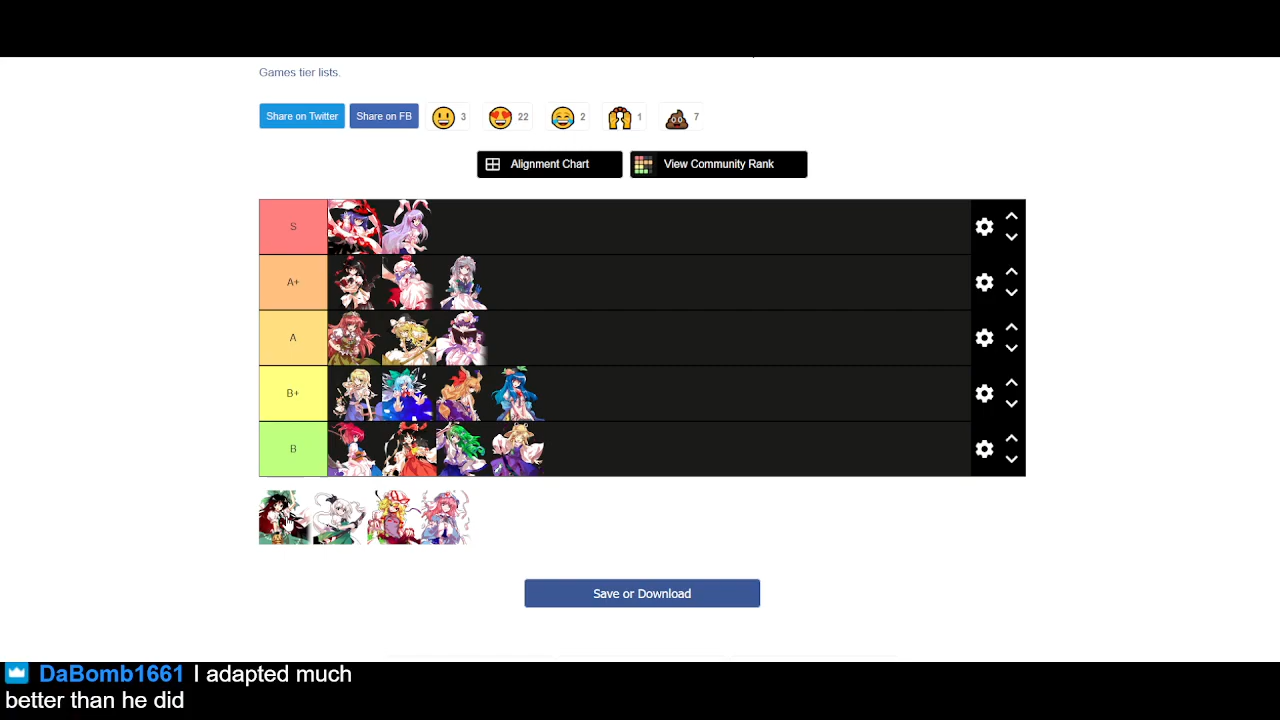 Games tier lists.
Share on Twitter Share on FB 3 22 2 1 7
Alignment Chart View Community Rank
S
A+
A
B+
B
Save or Download
DaBomb1661 I adapted much
better than he did